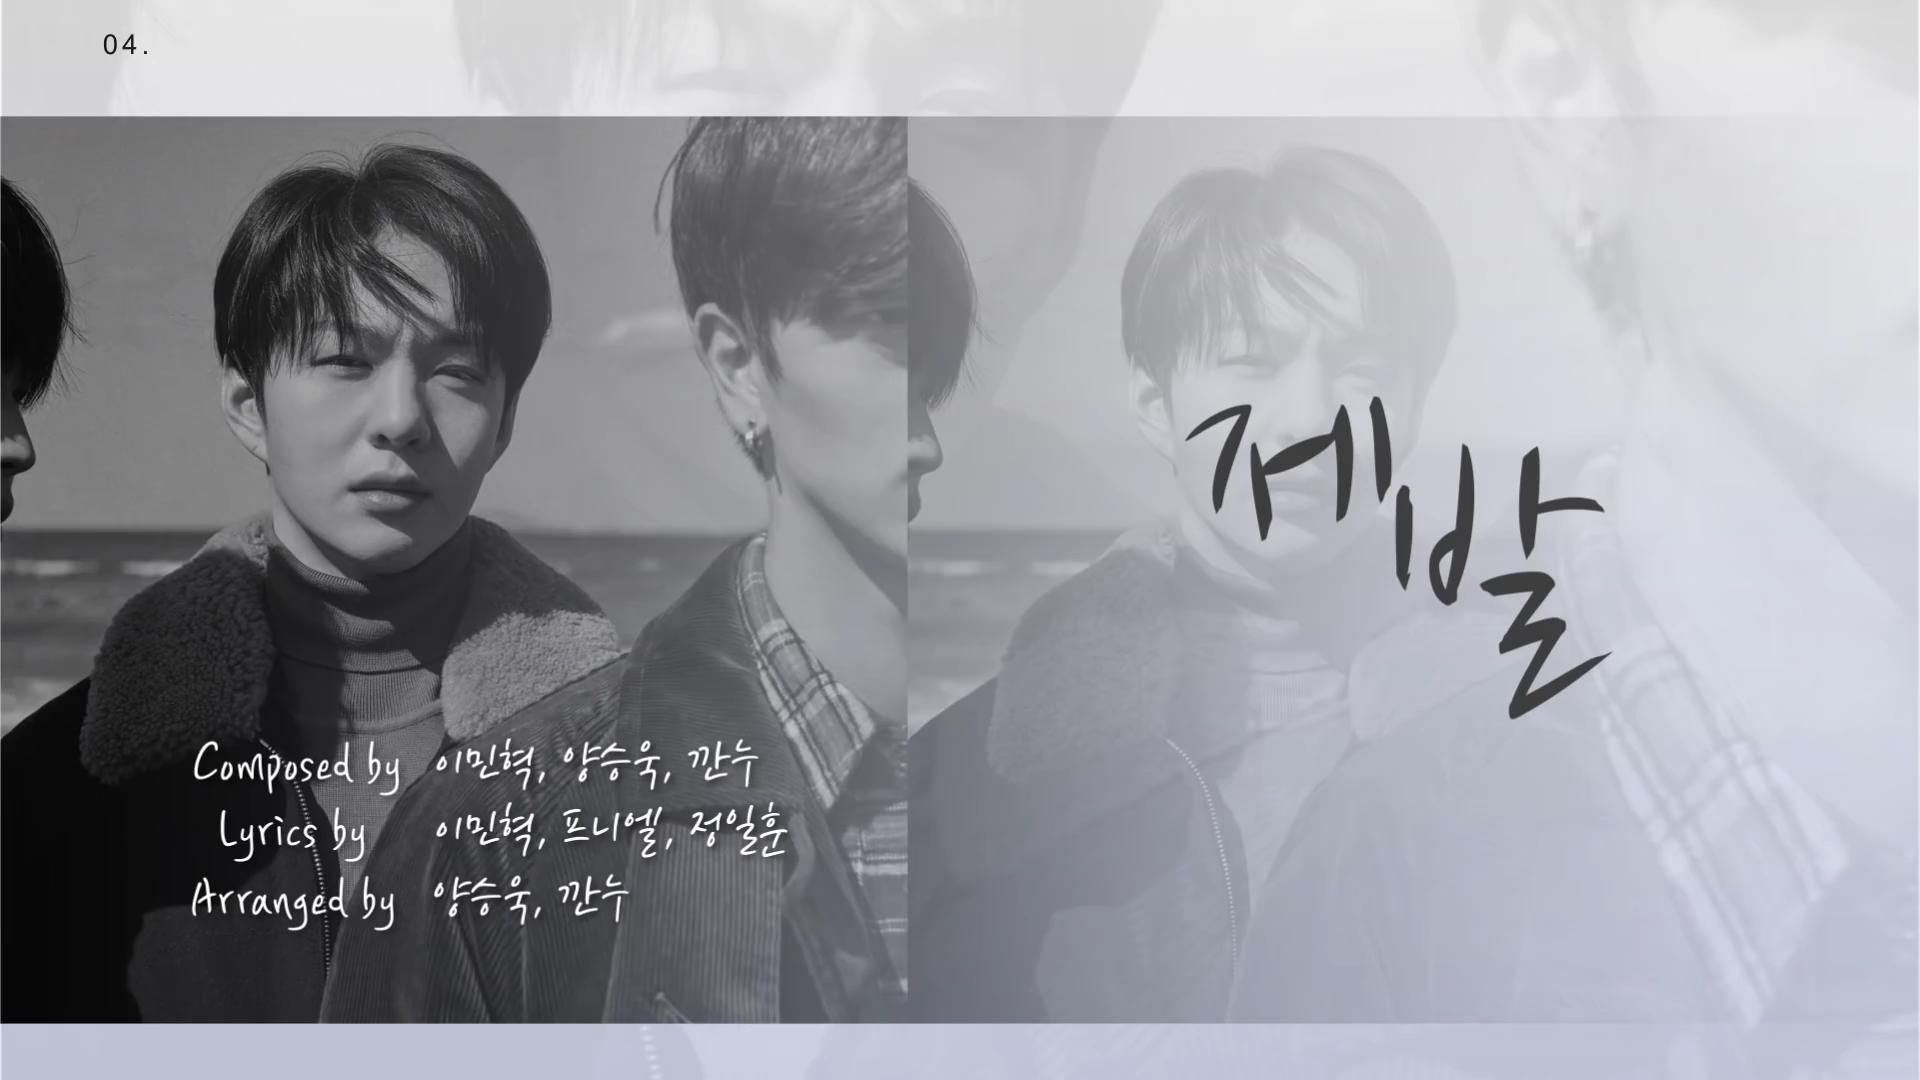 04.
제발
Composed by 이민혁, 양승욱, 깐누
Lyrics by 이민혁, 프니엘, 정일훈
Arranged by 양승욱, 깐누